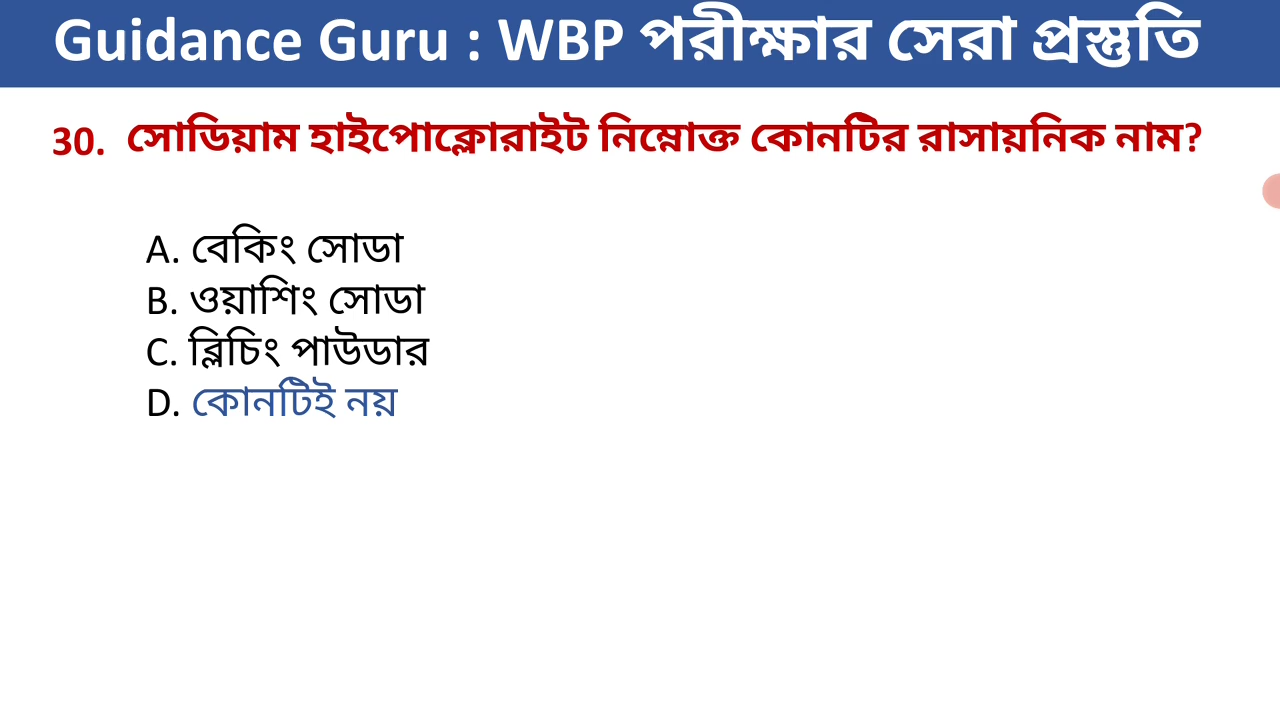 Guidance Guru : WBP পরীক্ষার সেরা প্রস্তুতি
30. সোডিয়াম হাইপোক্লোরাইট নিম্নোক্ত কোনটির রাসায়নিক নাম?
A. বেকিং সোডা
B. ওয়াশিং সোডা
C. ব্লিচিং পাউডার
D. কোনটিই নয়